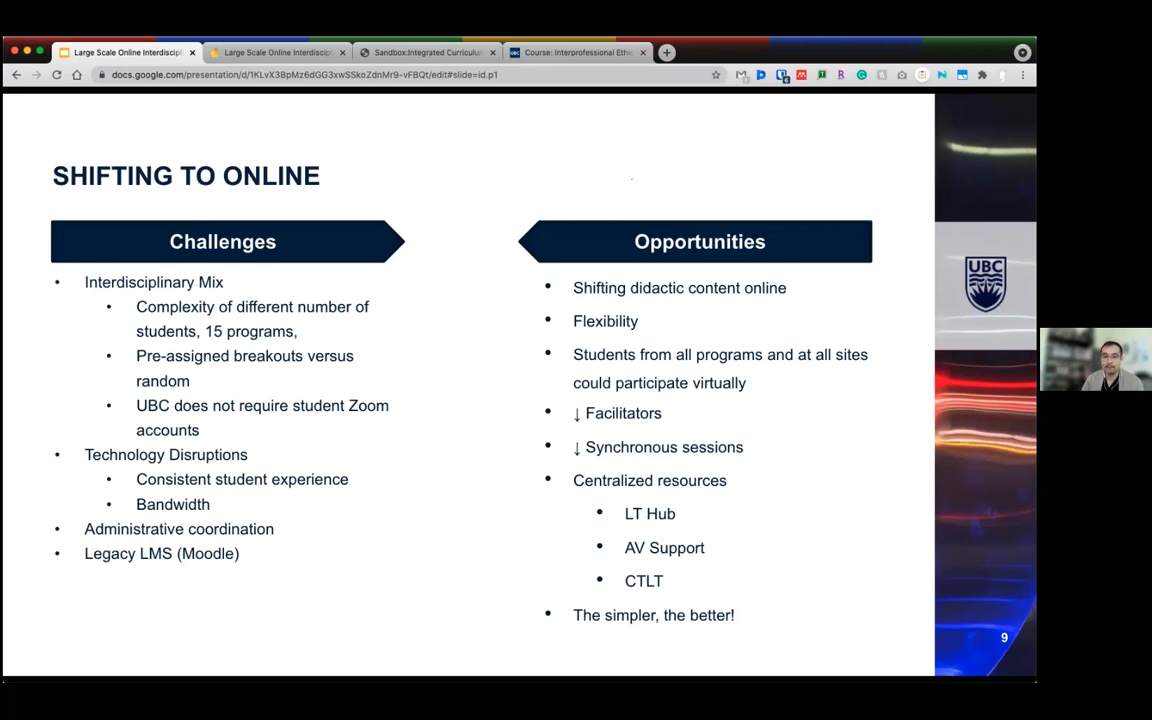 Large Scale Online Interdiscipl
Large Scale Online Interdiscip
Sandbox:Integrated Curriculum
Course: Interprofessional Ethi
docs.google.com/presentation/d/1KLvX3BpMz6dGG3xwSSkoZdnMr9-vFBQt/edit#slide=id.p1
SHIFTING TO ONLINE
Challenges
• Interdisciplinary Mix
• Complexity of different number of
students, 15 programs,
• Pre-assigned breakouts versus
random
• UBC does not require student Zoom
accounts
• Technology Disruptions
• Consistent student experience
• Bandwidth
• Administrative coordination
• Legacy LMS (Moodle)
Opportunities
• Shifting didactic content online
• Flexibility
• Students from all programs and at all sites
could participate virtually
• ↓ Facilitators
• ↓ Synchronous sessions
• Centralized resources
• LT Hub
• AV Support
• CTLT
• The simpler, the better!
UBC
9